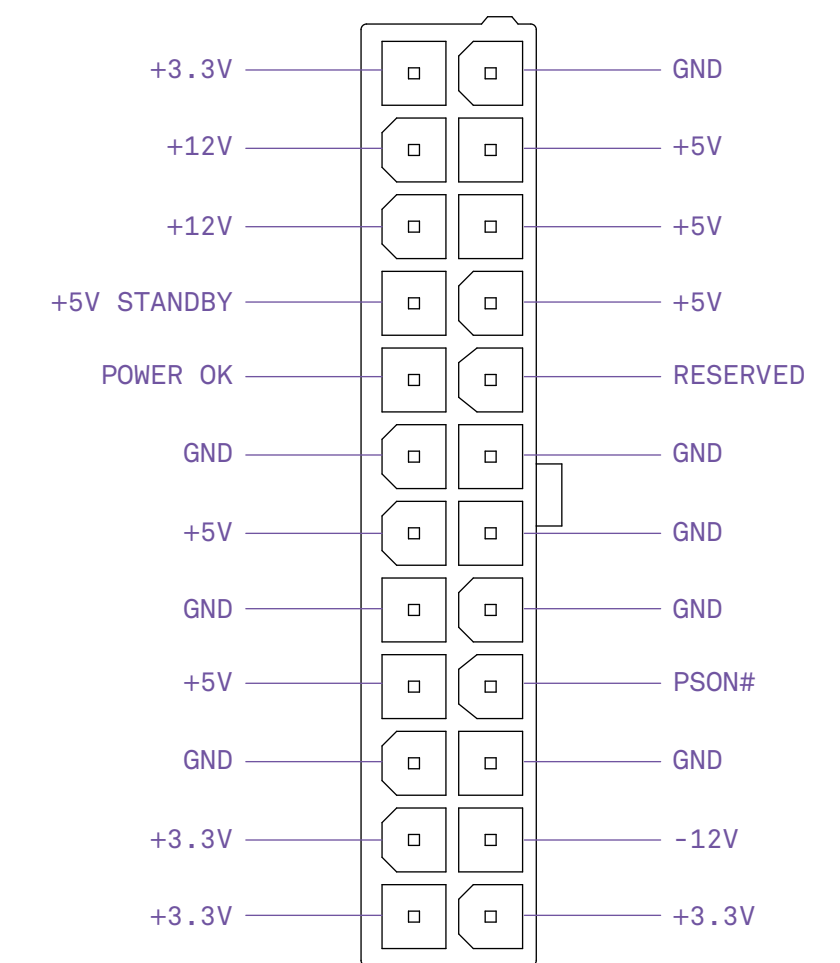 +3.3V GND
+12V +5V
+12V +5V
+5V STANDBY +5V
POWER OK RESERVED
GND GND
+5V GND
GND GND
+5V PSON#
GND GND
+3.3V -12V
+3.3V +3.3V